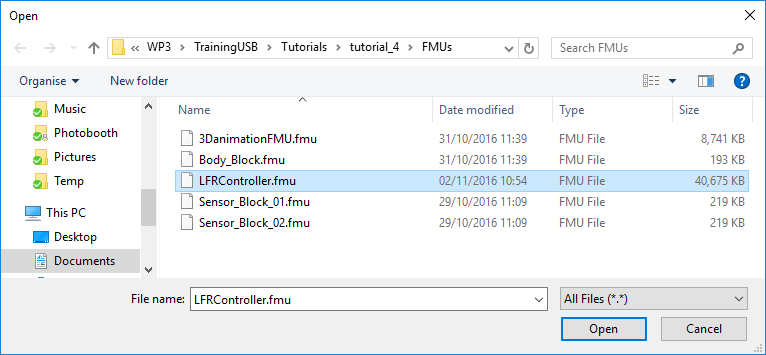 Open
« WP3 > TrainingUSB > Tutorials > tutorial_4 > FMUs
Search FMUs
Organise New folder
Music
Photobooth
Pictures
Temp
This PC
Desktop
Documents
Name Date modified Type Size
3DanimationFMU.fmu 31/10/2016 11:39 FMU File 8,741 KB
Body_Block.fmu 31/10/2016 11:39 FMU File 193 KB
LFRController.fmu 02/11/2016 10:54 FMU File 40,675 KB
Sensor_Block_01.fmu 29/10/2016 11:09 FMU File 219 KB
Sensor_Block_02.fmu 29/10/2016 11:09 FMU File 219 KB
File name: LFRController.fmu All Files (*.*)
Open Cancel